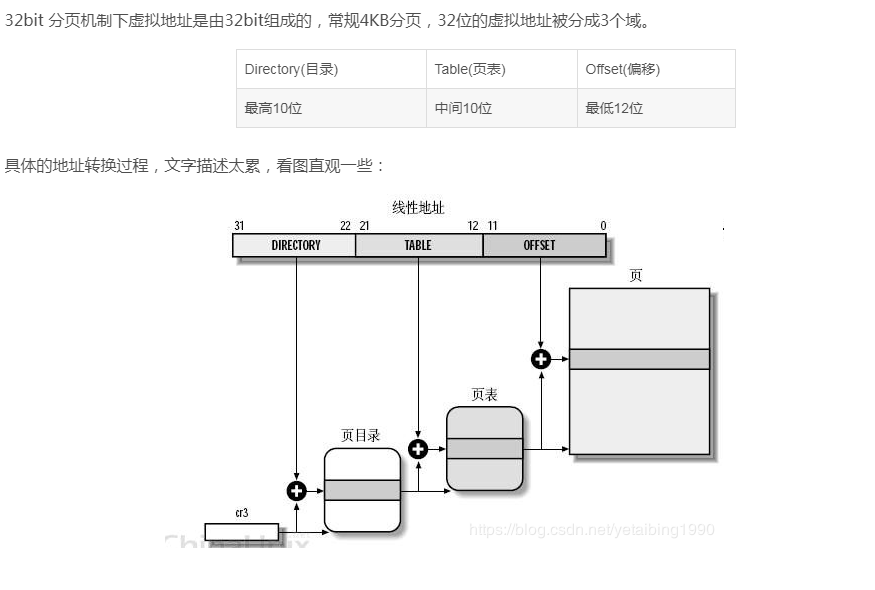 32bit 分页机制下虚拟地址是由32bit组成的，常规4KB分页，32位的虚拟地址被分成3个域。
Directory(目录) Table(页表) Offset(偏移)
最高10位 中间10位 最低12位
具体的地址转换过程，文字描述太累，看图直观一些：
线性地址
31 22 21 12 11 0
DIRECTORY TABLE OFFSET
页
页表
页目录
cr3
https://blog.csdn.net/yetaibing1990